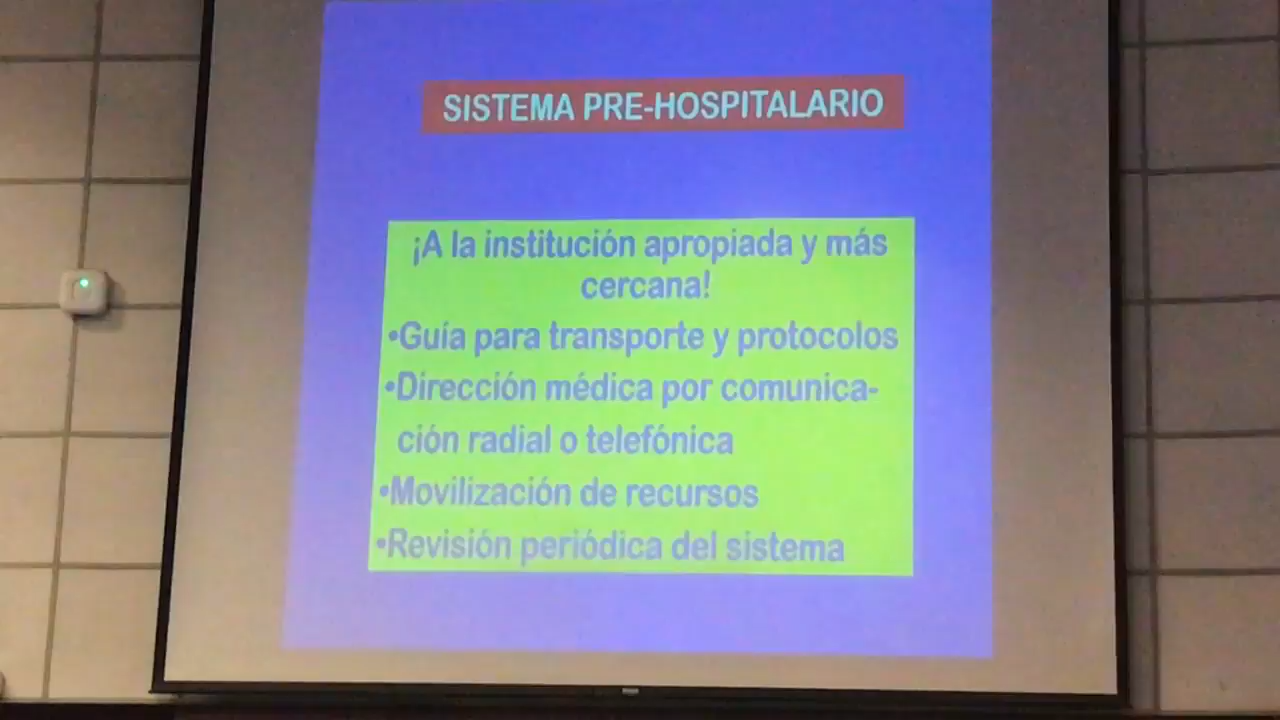 SISTEMA PRE-HOSPITALARIO
¡A la institución apropiada y más
cercana!
•Guía para transporte y protocolos
•Dirección médica por comunica-
ción radial o telefónica
•Movilización de recursos
•Revisión periódica del sistema